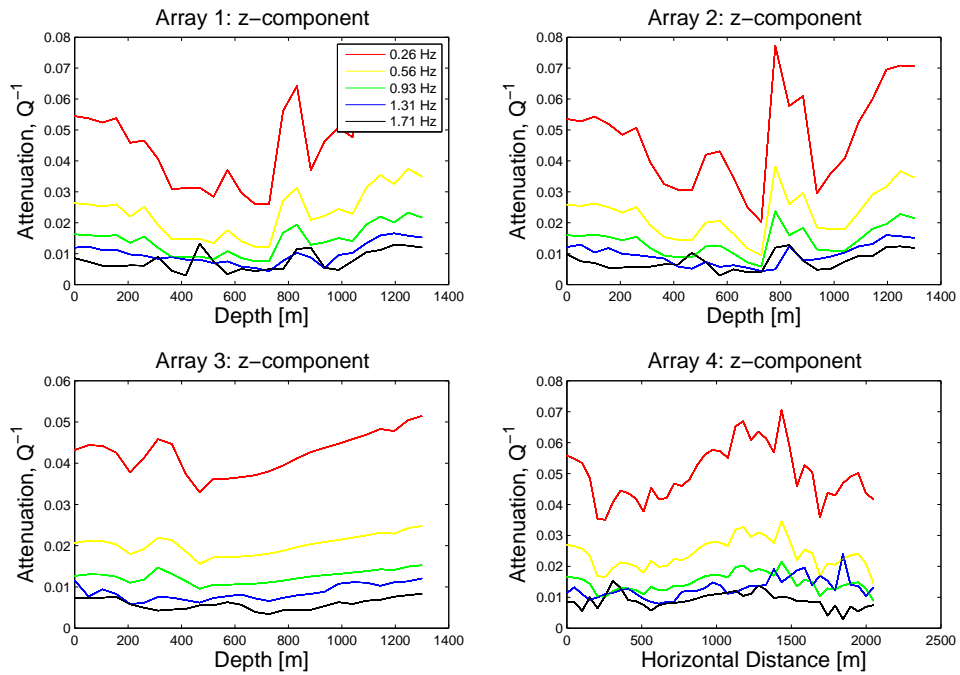 Array 1: z−component
0.08
0.07
0.06
0.05
0.04
0.03
0.02
0.01
0
Attenuation, Q−1
0.26 Hz
0.56 Hz
0.93 Hz
1.31 Hz
1.71 Hz
0 200 400 600 800 1000 1200 1400
Depth [m]
Array 2: z−component
0.08
0.07
0.06
0.05
0.04
0.03
0.02
0.01
0
Attenuation, Q−1
0 200 400 600 800 1000 1200 1400
Depth [m]
Array 3: z−component
0.06
0.05
0.04
0.03
0.02
0.01
0
Attenuation, Q−1
0 200 400 600 800 1000 1200 1400
Depth [m]
Array 4: z−component
0.08
0.07
0.06
0.05
0.04
0.03
0.02
0.01
0
Attenuation, Q−1
0 500 1000 1500 2000 2500
Horizontal Distance [m]